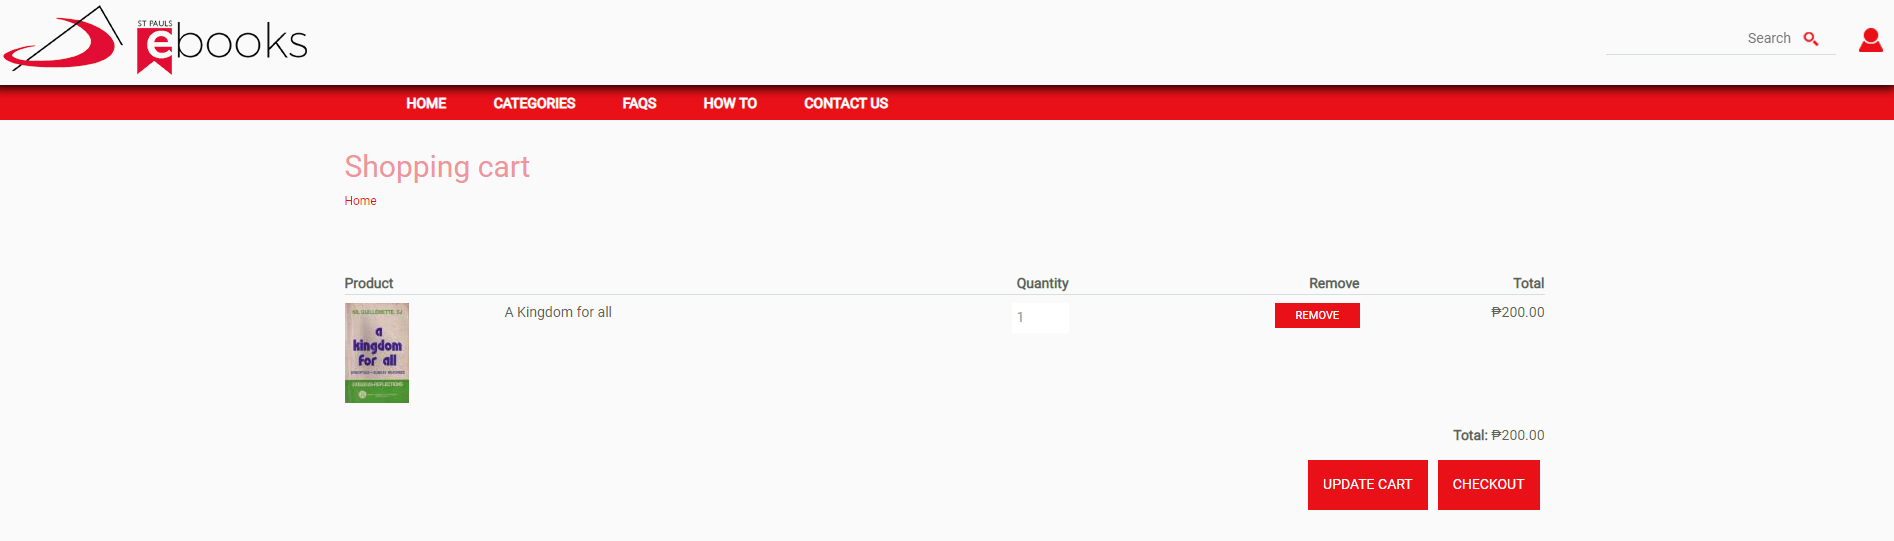 ST PAULS
ebooks
Search
HOME CATEGORIES FAQS HOW TO CONTACT US
Shopping cart
Home
Product Quantity Remove Total
A Kingdom for all 1 REMOVE ₱200.00
a
kingdom
for all
Total: ₱200.00
UPDATE CART CHECKOUT